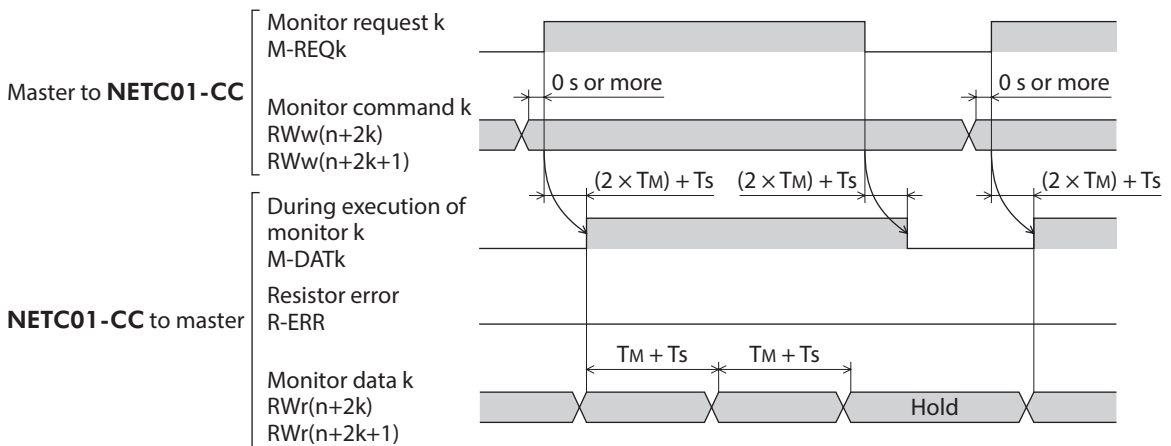 Monitor request k
M-REQk
Master to NETC01-CC
0 s or more
0 s or more
Monitor command k
RWw(n+2k)
RWw(n+2k+1)
(2 × TM) + Ts
(2 × TM) + Ts
(2 × TM) + Ts
During execution of
monitor k
M-DATk
Resistor error
R-ERR
NETC01-CC to master
TM + Ts
TM + Ts
Monitor data k
RWr(n+2k)
RWr(n+2k+1)
Hold